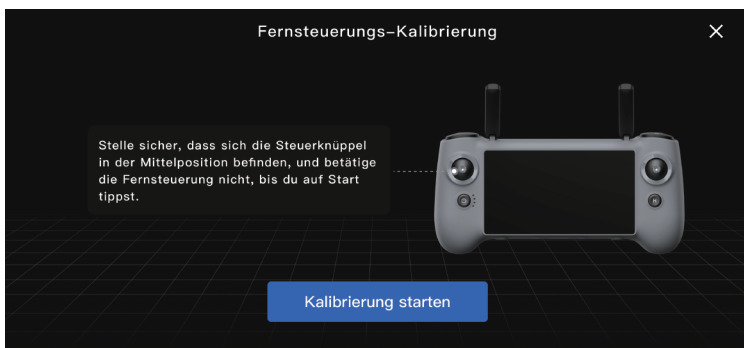 Fernsteuerungs-Kalibrierung
Stelle sicher, dass sich die Steuerknüppel
in der Mittelposition befinden, und betätige
die Fernsteuerung nicht, bis du auf Start
tippst.
Kalibrierung starten